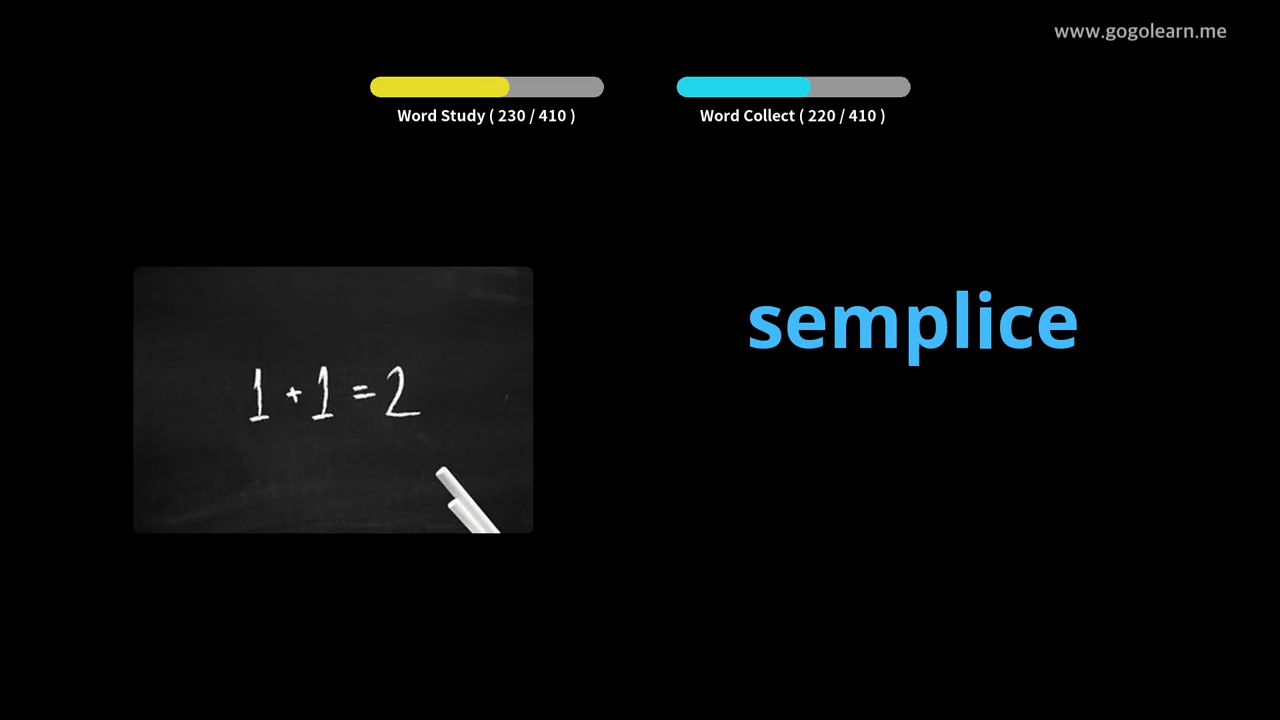 www.gogolearn.me
Word Study ( 230 / 410 )
Word Collect ( 220 / 410 )
semplice
1 + 1 = 2